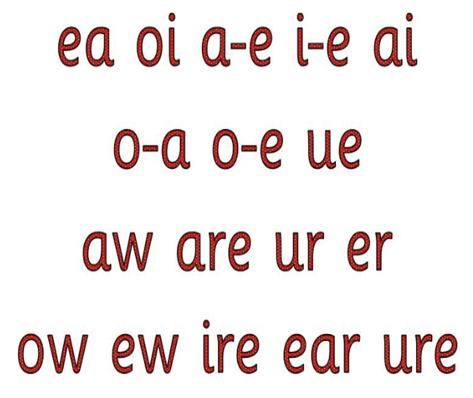 ea oi a-e i-e ai
o-a o-e ue
aw are ur er
ow ew ire ear ure